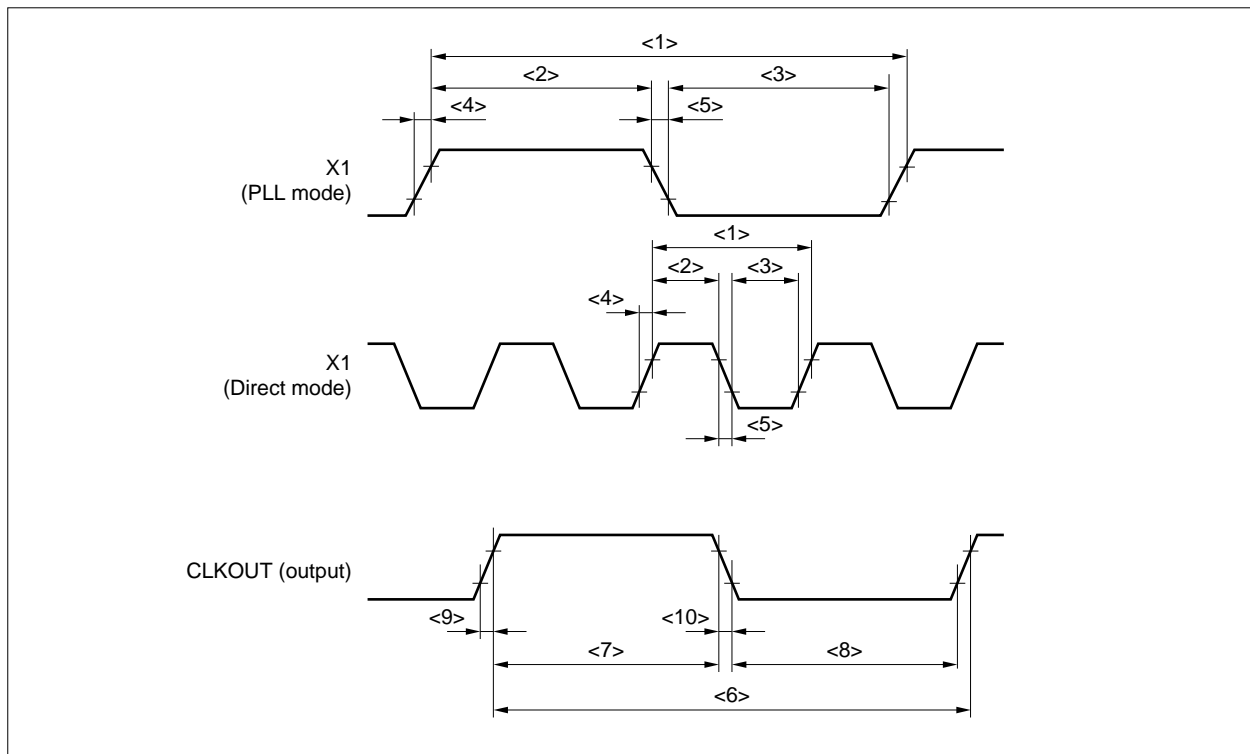 <1>
<2> <3>
<4> <5>
X1
(PLL mode)
<1>
<2> <3>
<4>
X1
(Direct mode)
<5>
CLKOUT (output)
<9> <10>
<7> <8>
<6>